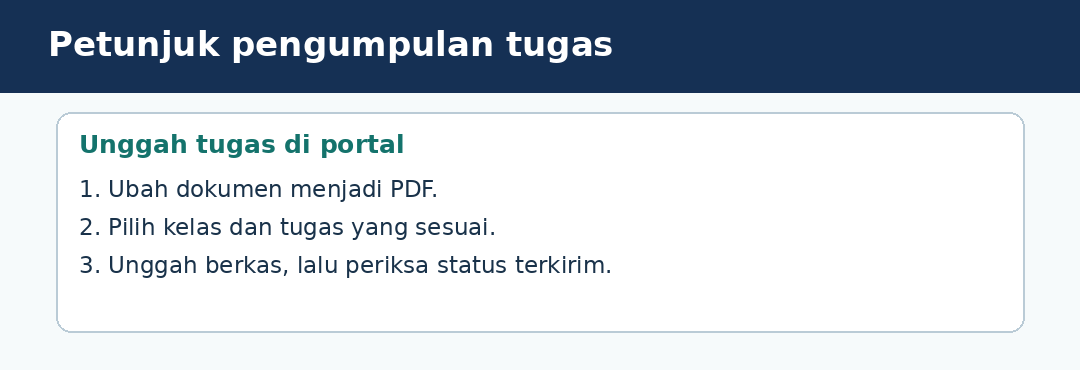 Petunjuk pengumpulan tugas
Unggah tugas di portal
1. Ubah dokumen menjadi PDF.
2. Pilih kelas dan tugas yang sesuai.
3. Unggah berkas, lalu periksa status terkirim.